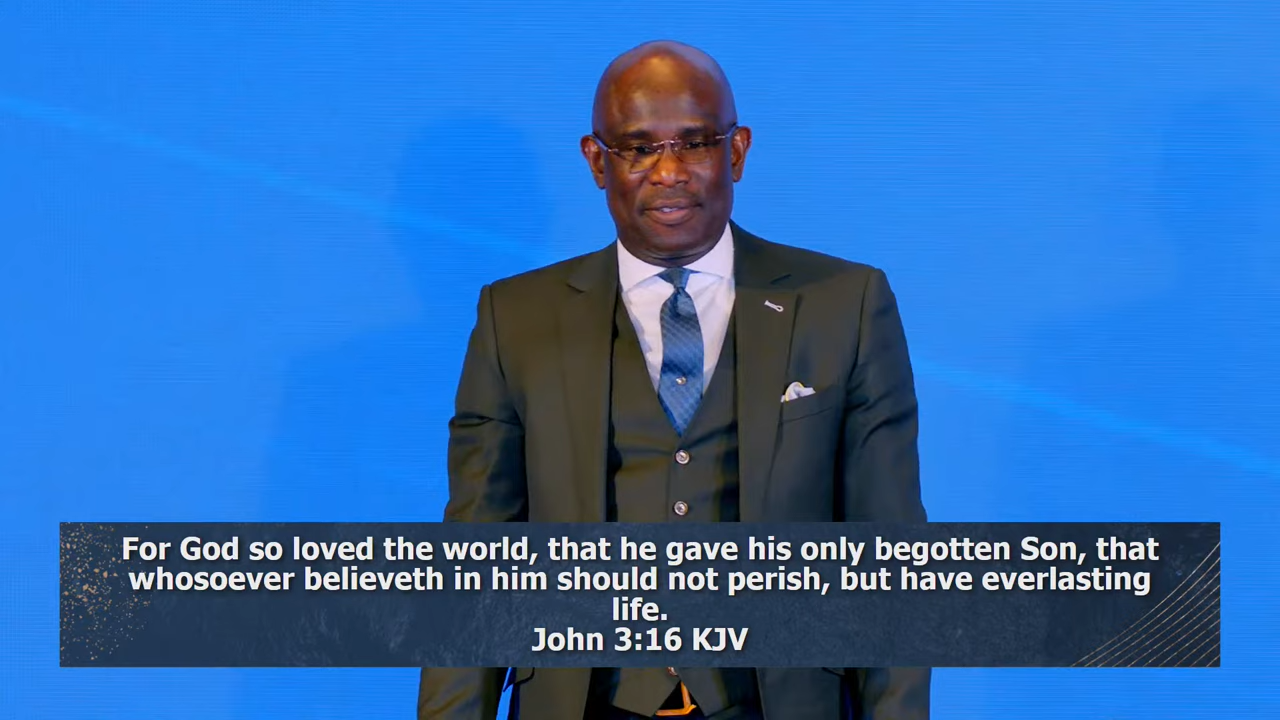 For God so loved the world, that he gave his only begotten Son, that
whosoever believeth in him should not perish, but have everlasting
life.
John 3:16 KJV